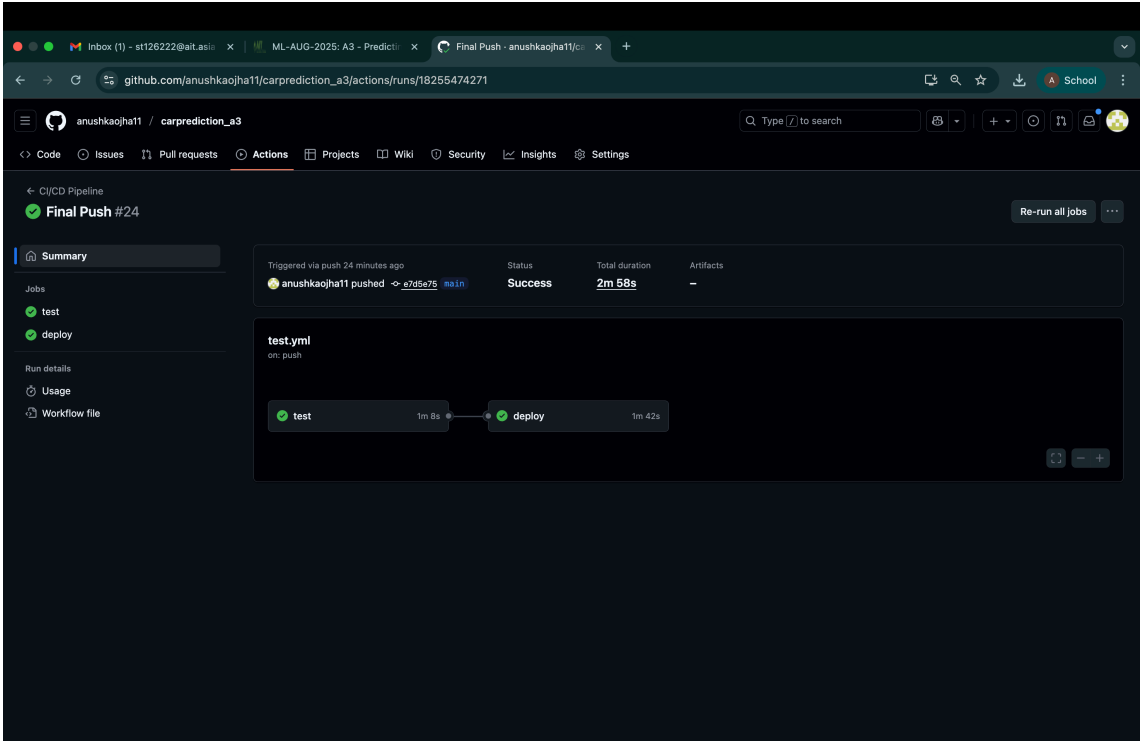 Inbox (1) - st126222@ait.asia
ML-AUG-2025: A3 - Predictin
Final Push · anushkaojha11/ca
github.com/anushkaojha11/carprediction_a3/actions/runs/18255474271
A School
anushkaojha11 / carprediction_a3
Type / to search
Code Issues Pull requests Actions Projects Wiki Security Insights Settings
CI/CD Pipeline
Final Push #24
Re-run all jobs
Summary
Jobs
test
deploy
Run details
Usage
Workflow file
Triggered via push 24 minutes ago
anushkaojha11 pushed e7d5e75 main
Status
Success
Total duration
2m 58s
Artifacts
–
test.yml
on: push
test 1m 8s
deploy 1m 42s